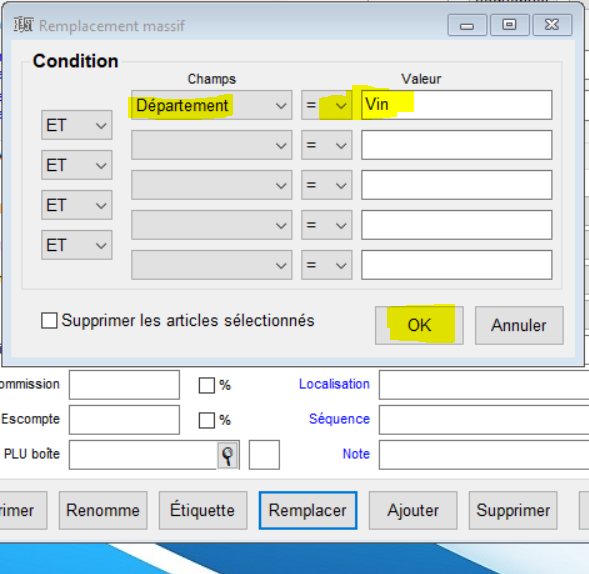 Remplacement massif
Condition
Champs Valeur
Département = Vin
ET
=
ET
=
ET
=
ET
=
Supprimer les articles sélectionnés OK Annuler
ommission % Localisation
Escompte % Séquence
PLU boîte Note
rimer Renomme Étiquette Remplacer Ajouter Supprimer